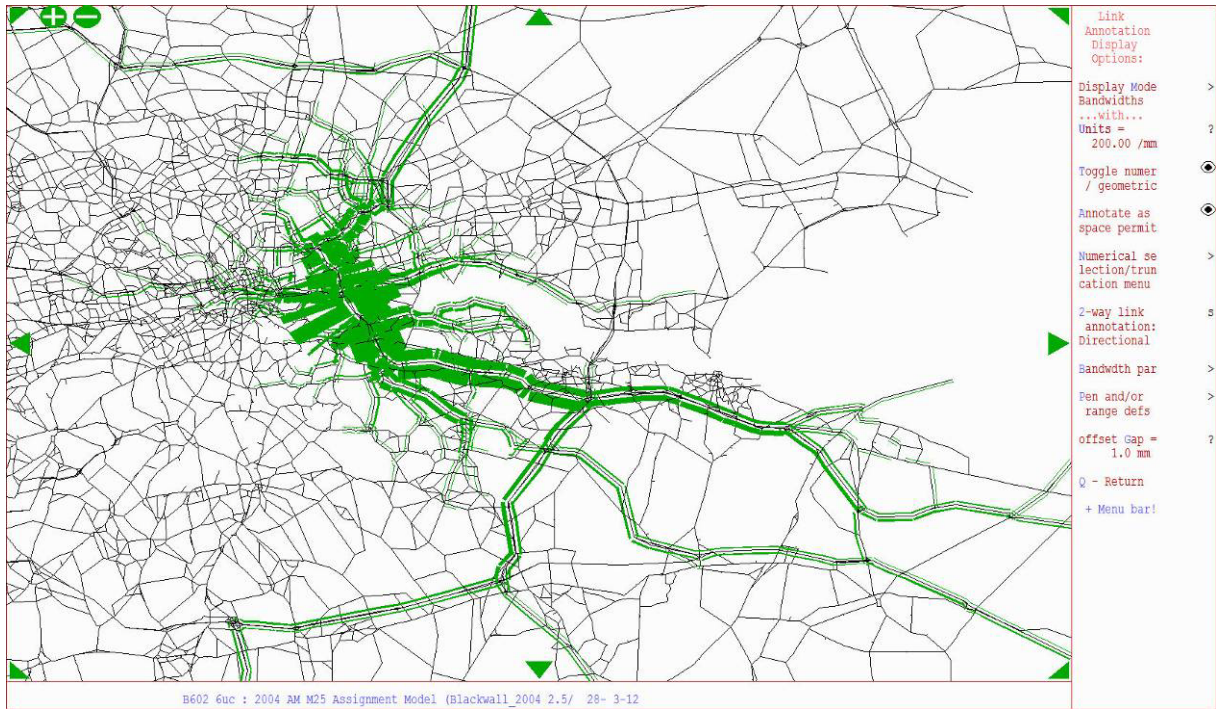 Link
Annotation
Display
Options:
Display Mode >
Bandwidths
...with...
Units = ?
200.00 /mm
Toggle numer
/ geometric
Annotate as
space permit
Numerical se >
lection/trun
cation menu
2-way link s
annotation:
Directional
Bandwdth par >
Pen and/or >
range defs
offset Gap = ?
1.0 mm
Q - Return
+ Menu bar!
B602 6uc : 2004 AM M25 Assignment Model (Blackwall_2004 2.5/ 28- 3-12